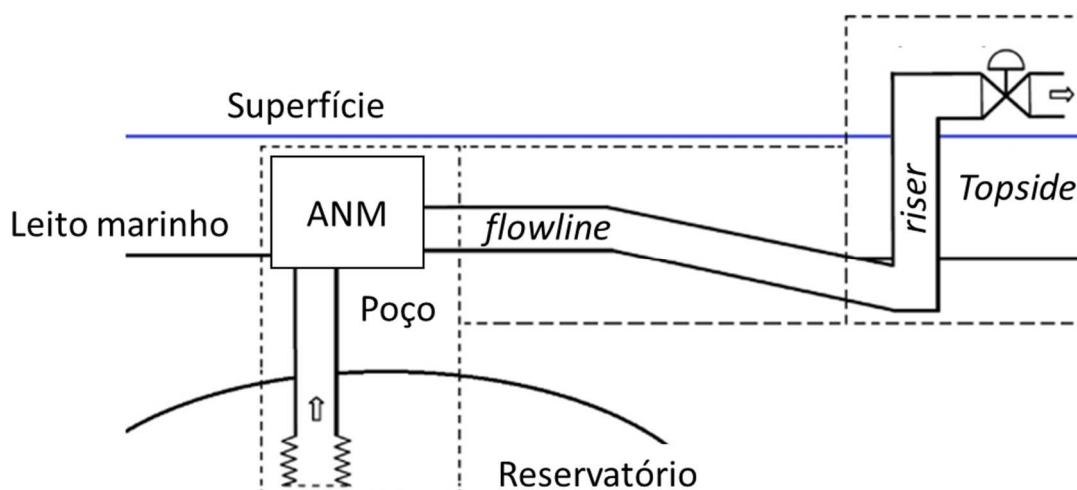 Superfície
ANM
Leito marinho
flowline
riser
Topside
Poço
Reservatório